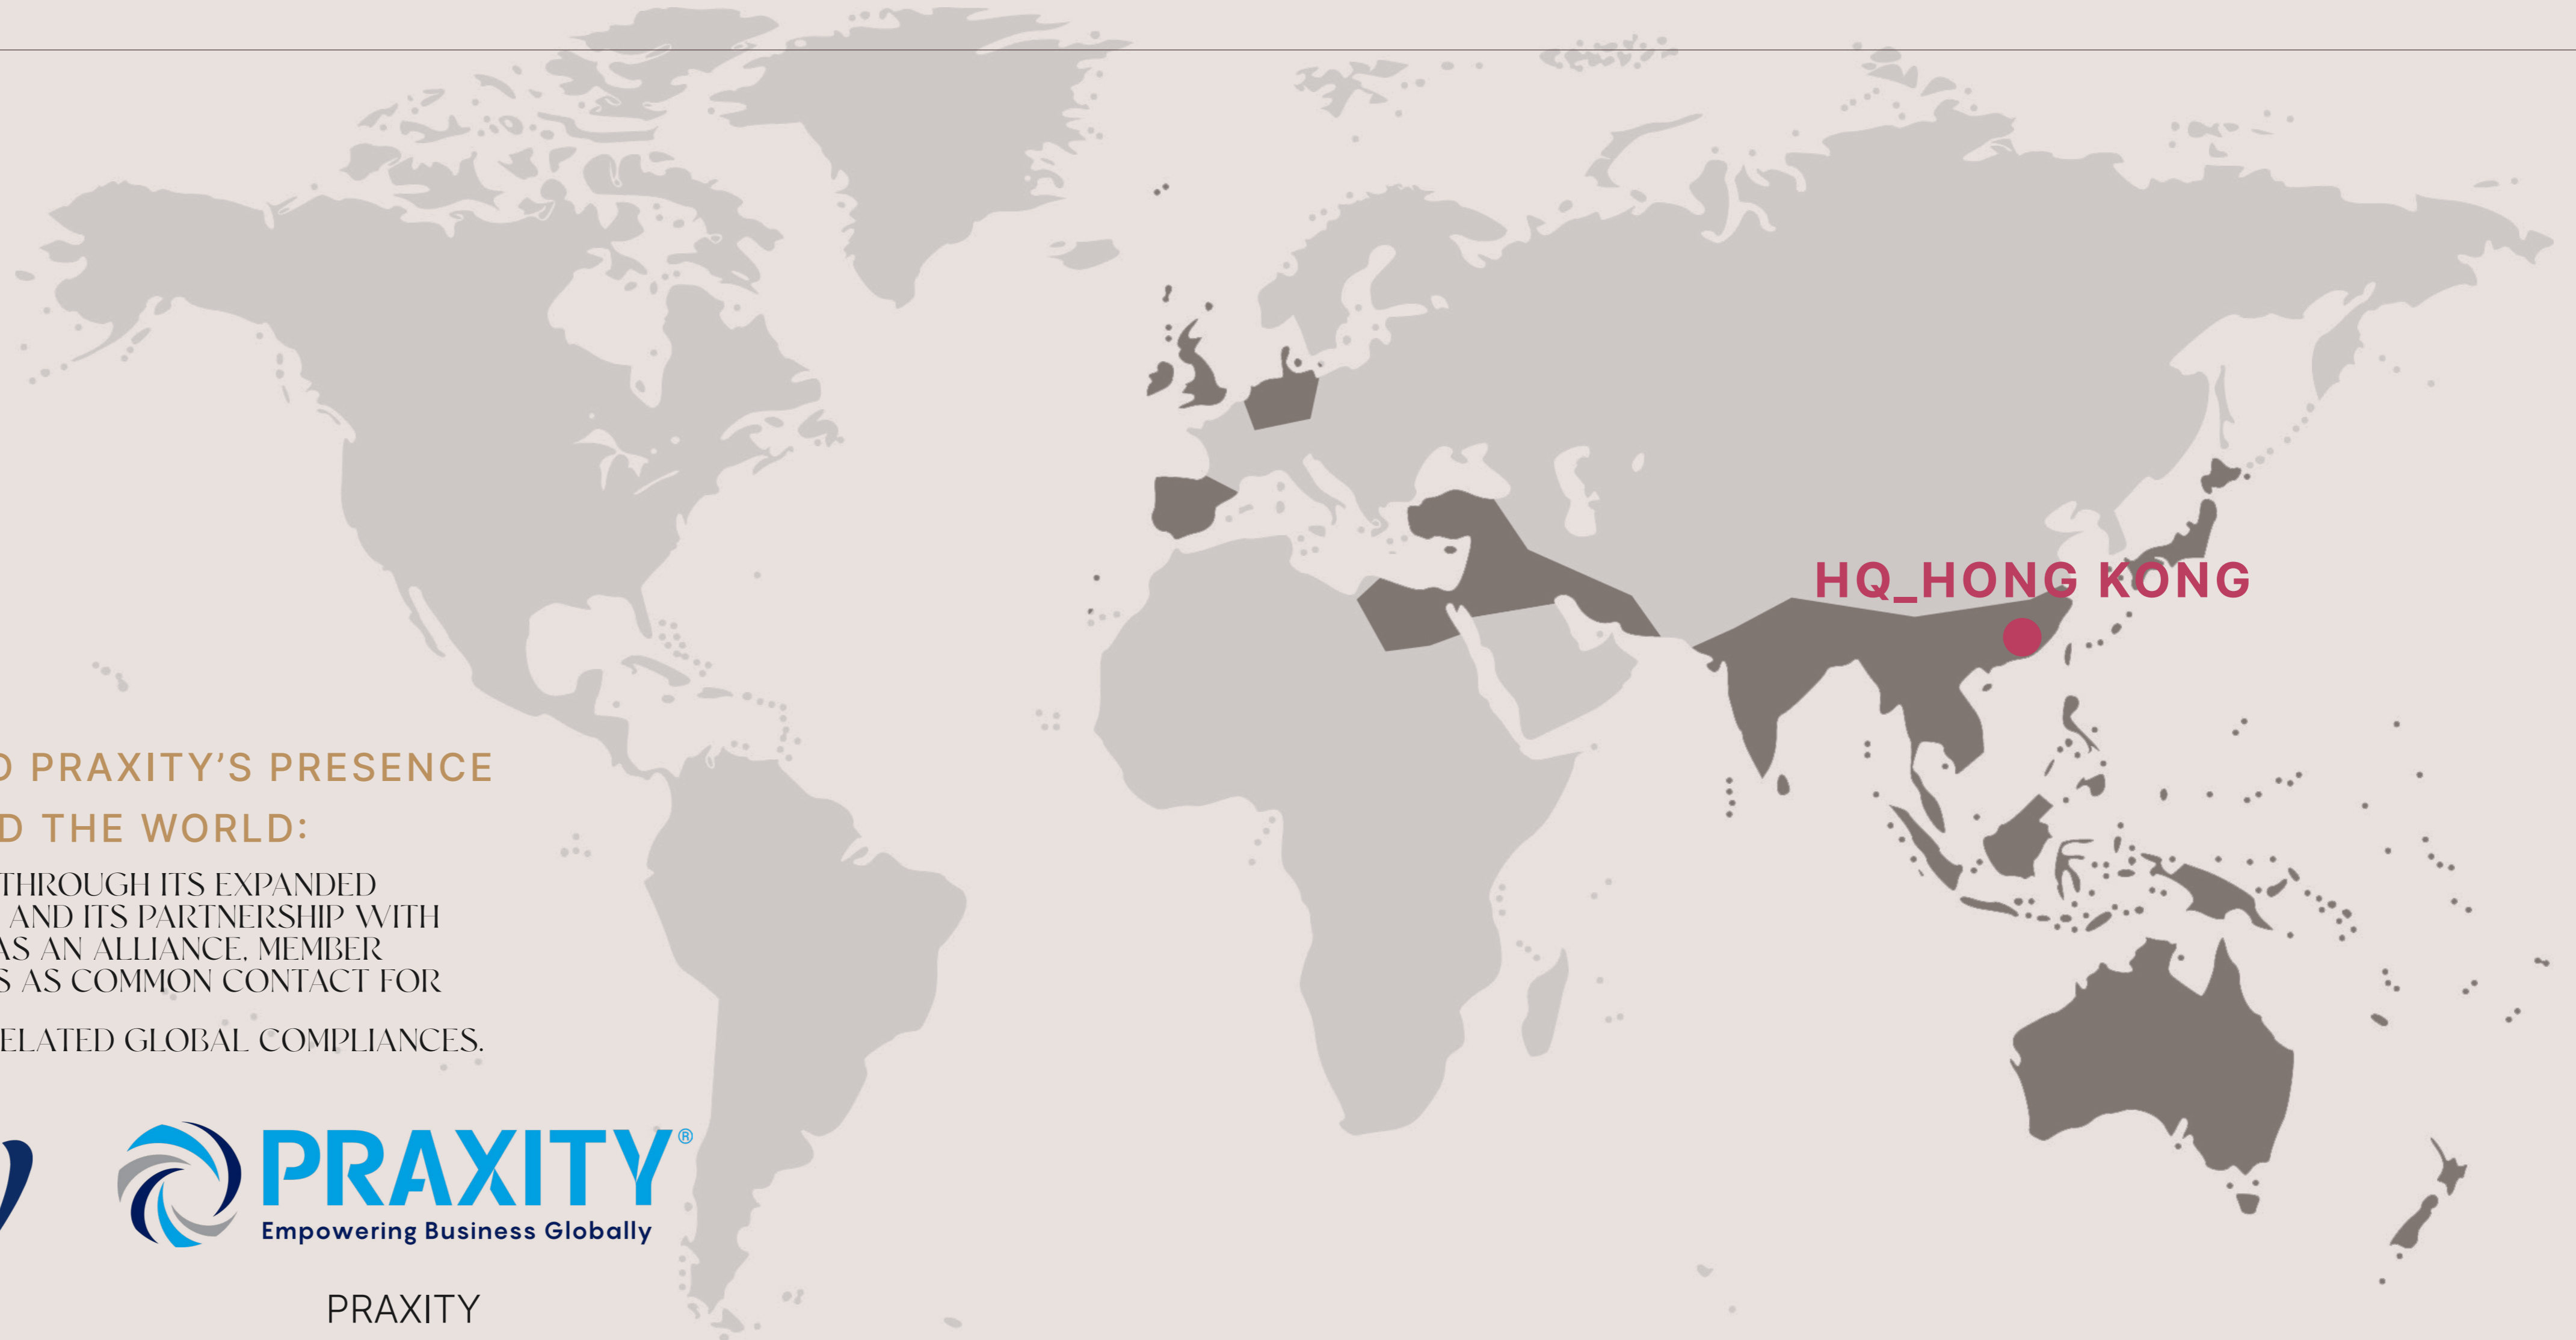 HQ_HONG KONG
D PRAXITY'S PRESENCE
D THE WORLD:
THROUGH ITS EXPANDED
AND ITS PARTNERSHIP WITH
AS AN ALLIANCE, MEMBER
S AS COMMON CONTACT FOR
ELATED GLOBAL COMPLIANCES.
PRAXITY®
Empowering Business Globally
PRAXITY